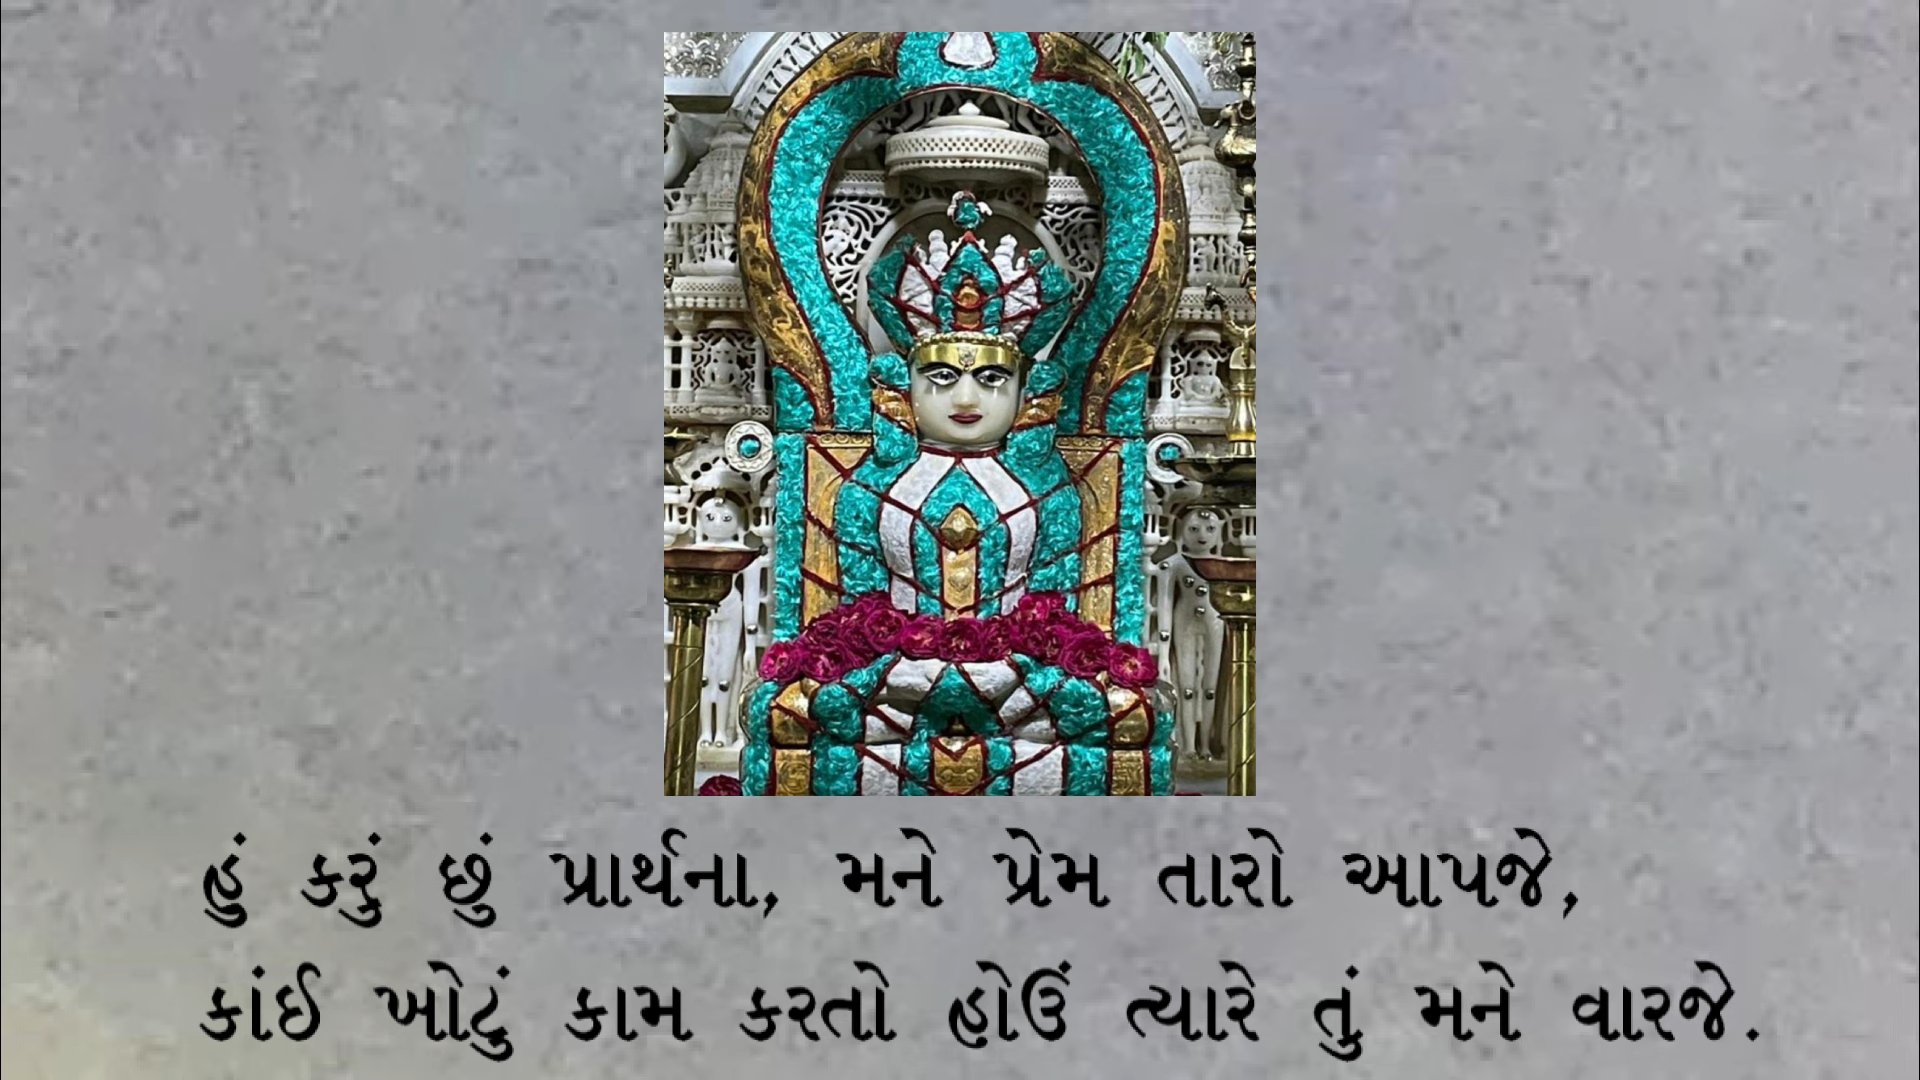 હું કરું છું પ્રાર્થના, મને પ્રેમ તારો આપજે,
કાંઈ ખોટું કામ કરતો હોઉં ત્યારે તું મને વારજે.